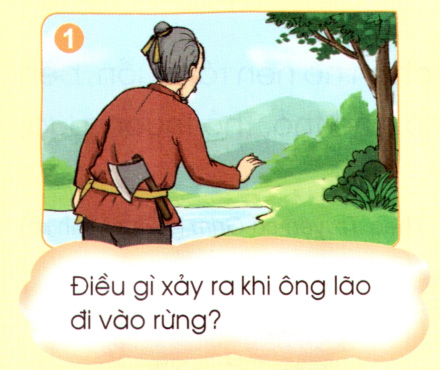 1
Điều gì xảy ra khi ông lão
đi vào rừng?